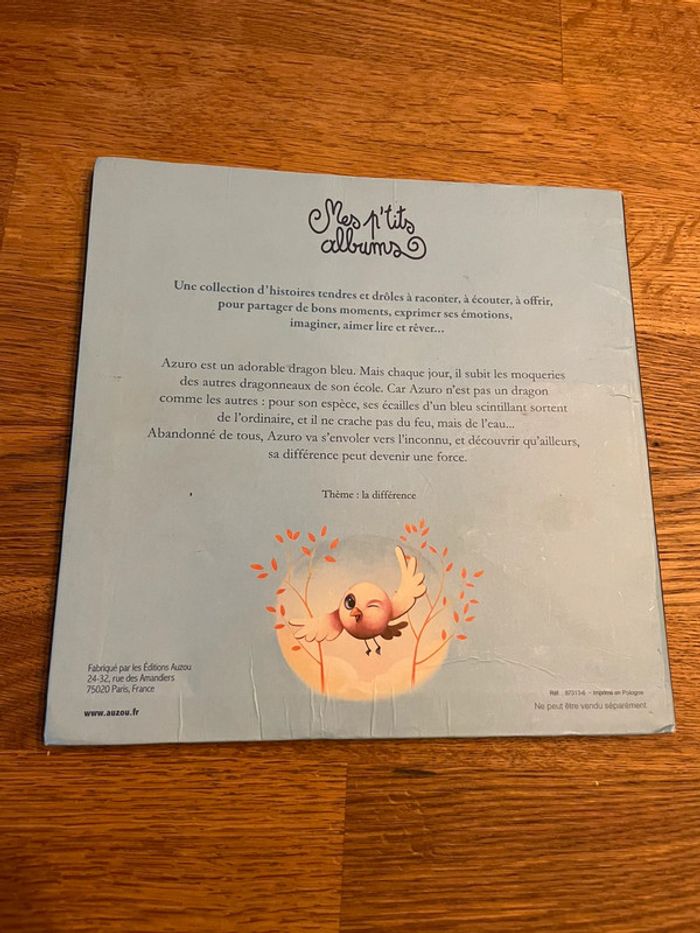 Mes p'tits
albums
Une collection d'histoires tendres et drôles à raconter, à écouter, à offrir,
pour partager de bons moments, exprimer ses émotions,
imaginer, aimer lire et rêver...
Azuro est un adorable dragon bleu. Mais chaque jour, il subit les moqueries
des autres dragonneaux de son école. Car Azuro n'est pas un dragon
comme les autres : pour son espèce, ses écailles d'un bleu scintillant sortent
de l'ordinaire, et il ne crache pas du feu, mais de l'eau...
Abandonné de tous, Azuro va s'envoler vers l'inconnu, et découvrir qu'ailleurs,
sa différence peut devenir une force.
Thème : la différence
Fabriqué par les Éditions Auzou
24-32, rue des Amandiers
75020 Paris, France
www.auzou.fr
Réf. : 87313-6 - Imprimé en Pologne
Ne peut être vendu séparément.